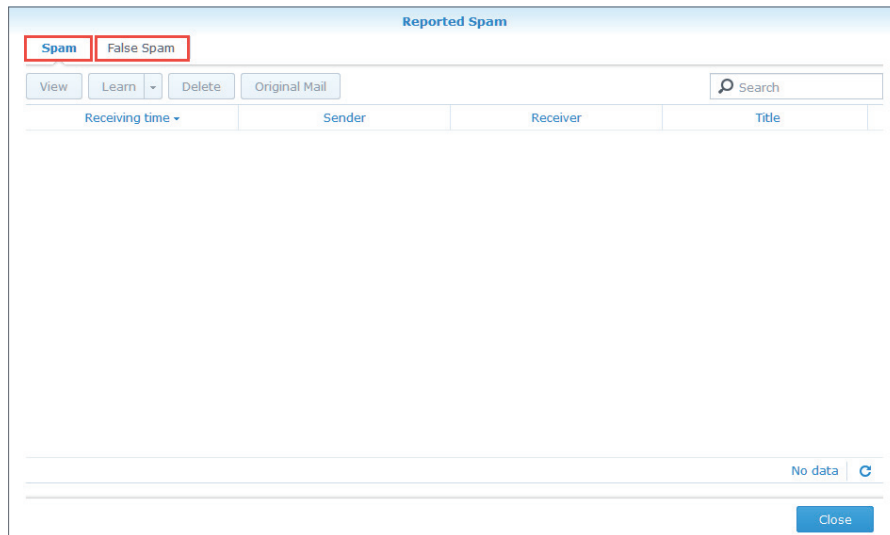 Reported Spam
Spam False Spam
View Learn Delete Original Mail Search
Receiving time Sender Receiver Title
No data
Close